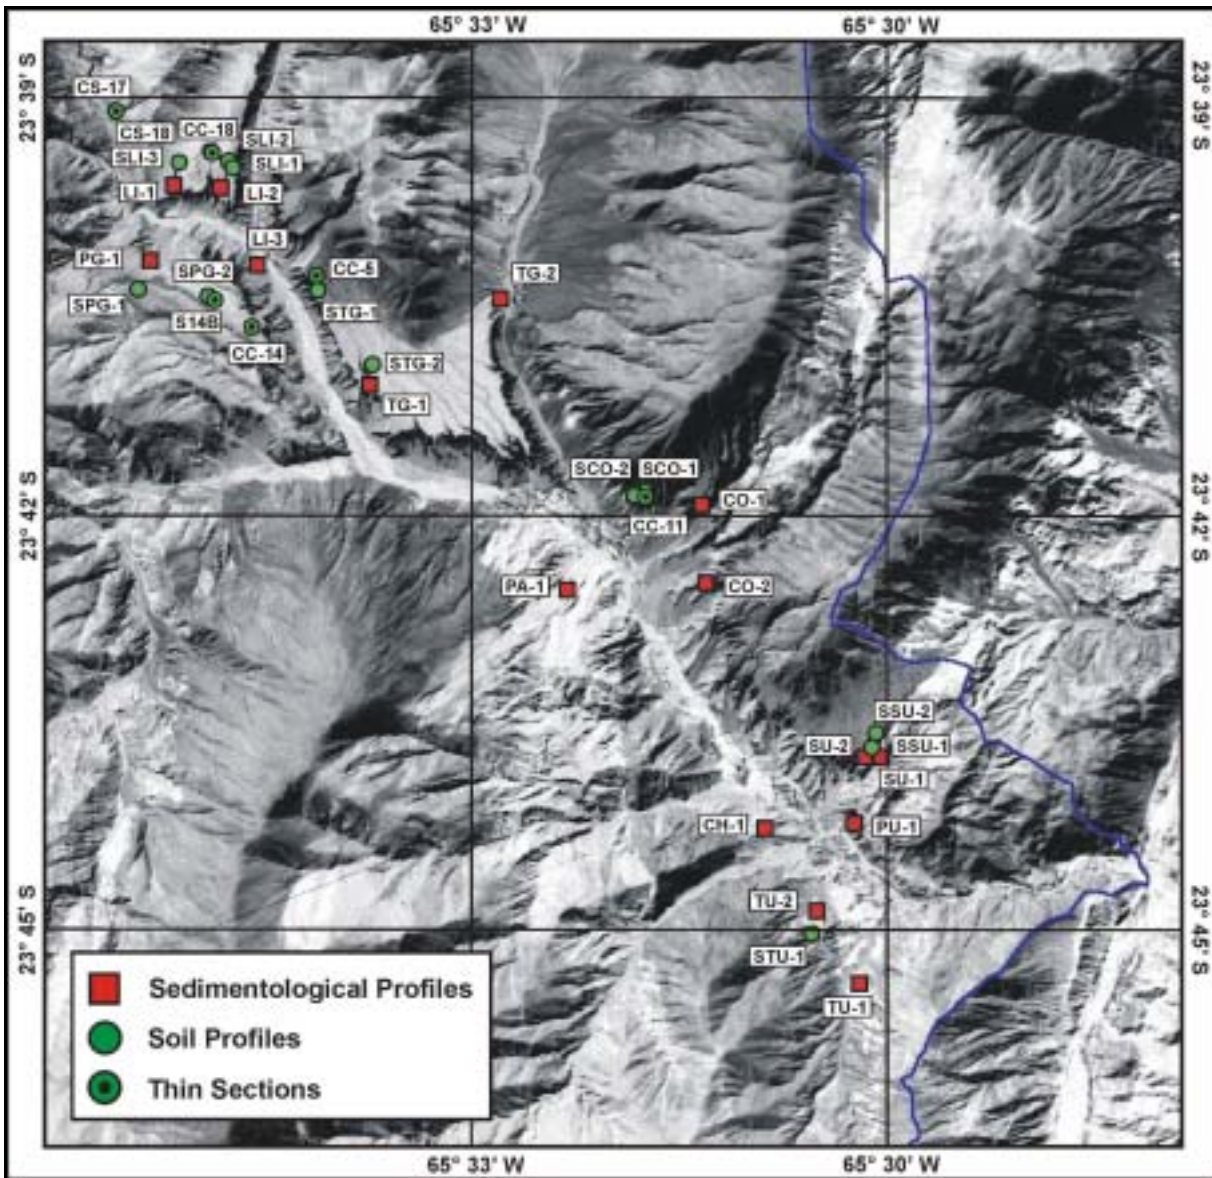 65° 33' W
65° 30' W
23° 39' S
23° 39' S
CS-17
CS-18
CC-18
SLI-2
SLI-3
SLI-1
LI-1
LI-2
LI-3
PG-1
SPG-2
CC-5
TG-2
SPG-1
S14B
STG-1
CC-14
STG-2
TG-1
SCO-2
SCO-1
CO-1
CC-11
23° 42' S
23° 42' S
PA-1
CO-2
SSU-2
SU-2
SSU-1
SU-1
CH-1
PU-1
TU-2
23° 45' S
23° 45' S
STU-1
TU-1
Sedimentological Profiles
Soil Profiles
Thin Sections
65° 33' W
65° 30' W